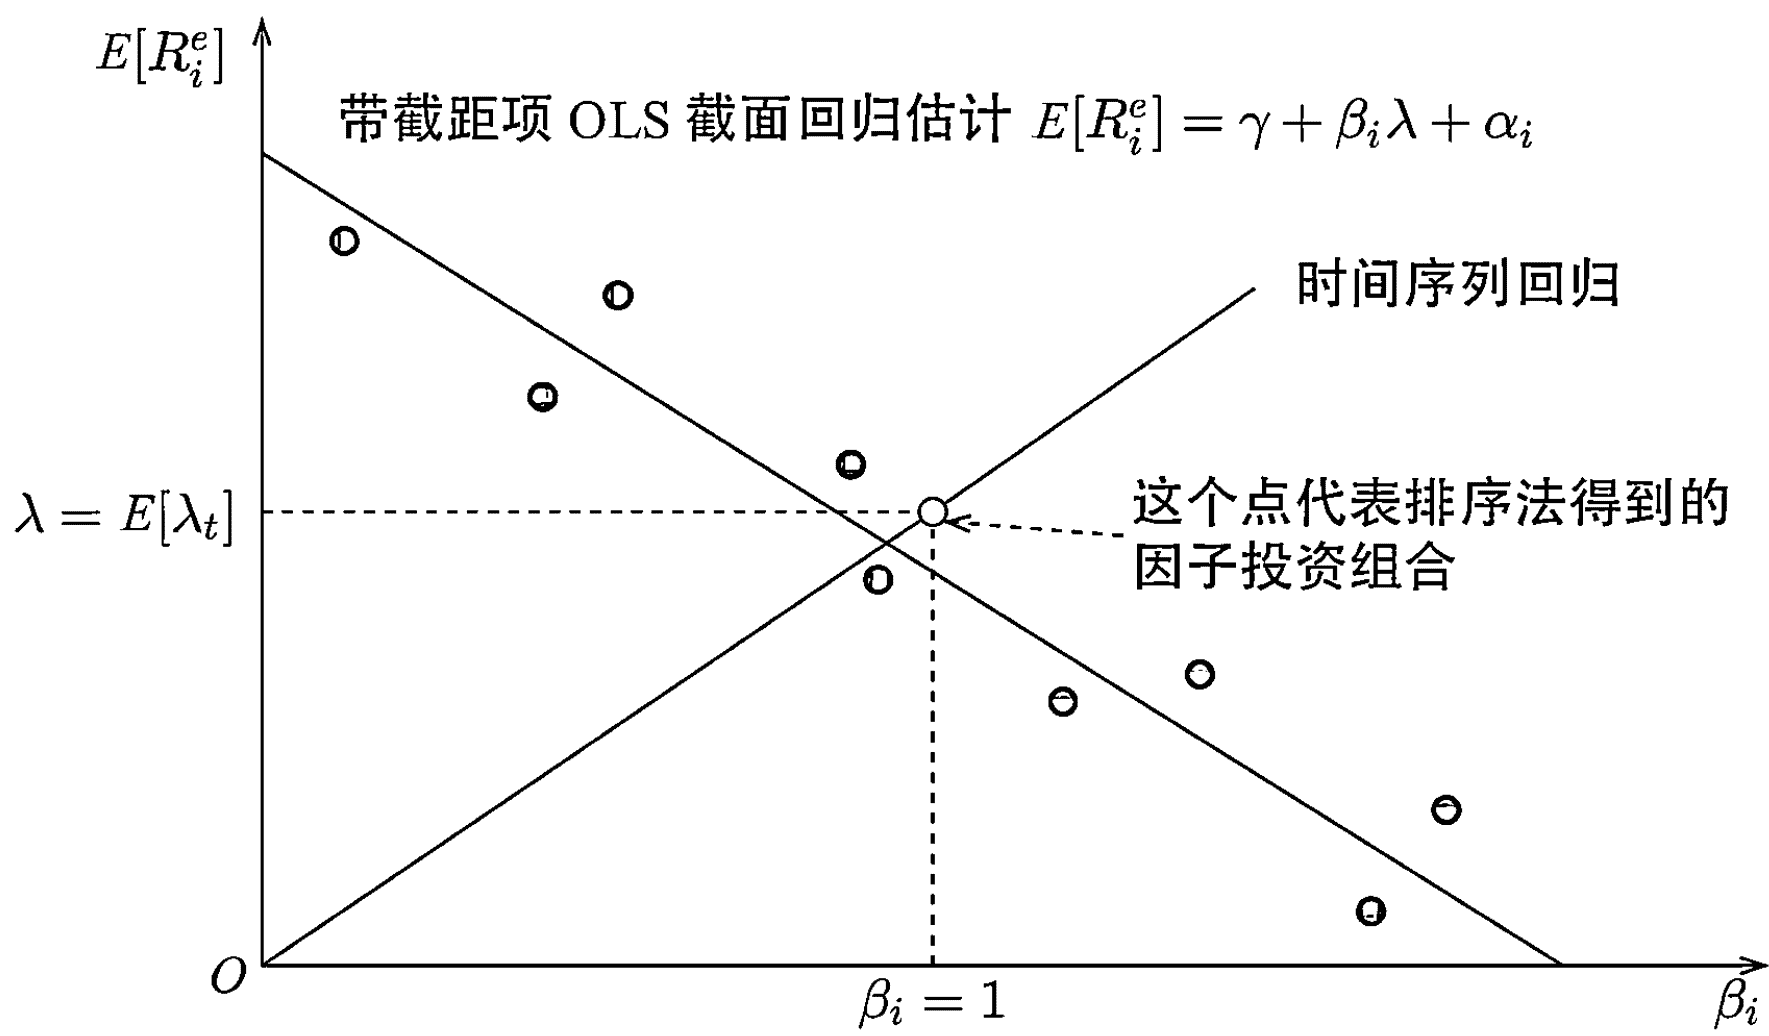 E[R_i^e]
带截距项 OLS 截面回归估计 E[R_i^e] = γ + β_i λ + α_i
时间序列回归
λ = E[λ_t]
这个点代表排序法得到的
因子投资组合
O
β_i = 1
β_i